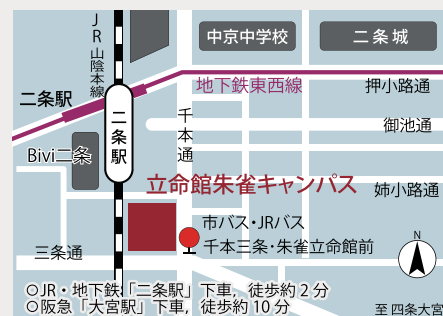 JR山陰本線
中京中学校
二条城
地下鉄東西線
押小路通
二条駅
二条駅
千本通
御池通
Bivi二条
立命館朱雀キャンパス
姉小路通
市バス・JRバス
千本三条・朱雀立命館前
三条通
N
○JR・地下鉄「二条駅」下車，徒歩約2分
○阪急「大宮駅」下車，徒歩約10分
至四条大宮